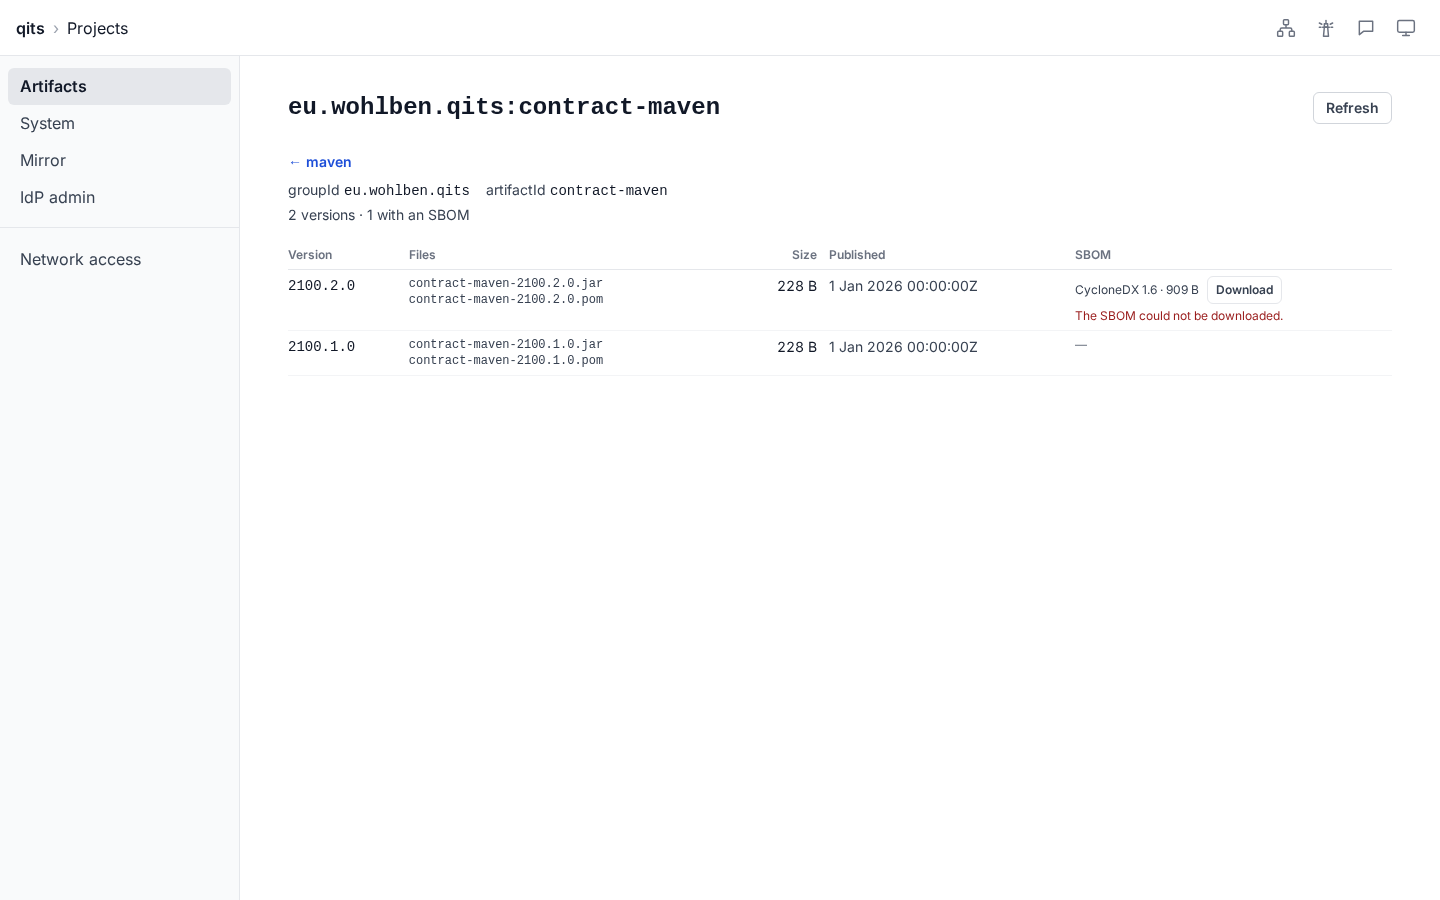 qits › Projects
Artifacts
System
Mirror
IdP admin
Network access
eu.wohlben.qits:contract-maven
Refresh
← maven
groupId eu.wohlben.qits artifactId contract-maven
2 versions · 1 with an SBOM
Version Files Size Published SBOM
2100.2.0 contract-maven-2100.2.0.jar 228 B 1 Jan 2026 00:00:00Z CycloneDX 1.6 · 909 B Download
contract-maven-2100.2.0.pom
The SBOM could not be downloaded.
2100.1.0 contract-maven-2100.1.0.jar 228 B 1 Jan 2026 00:00:00Z —
contract-maven-2100.1.0.pom